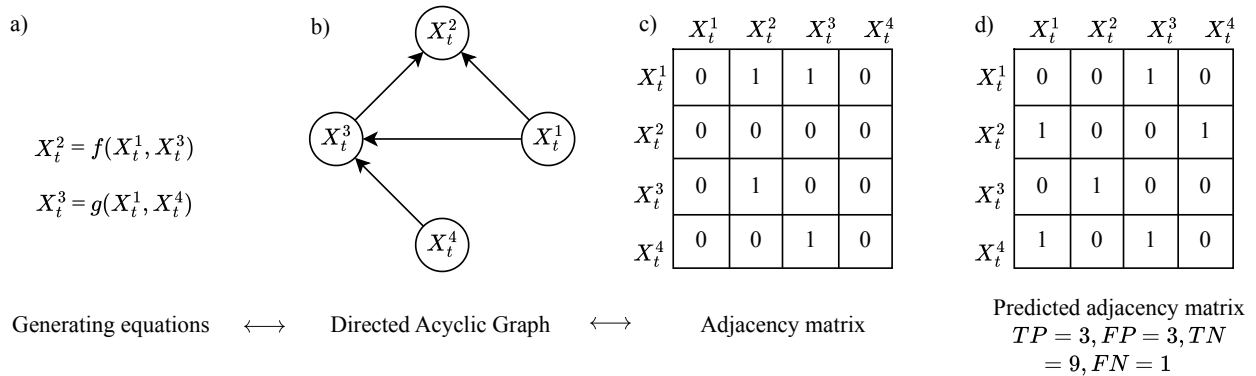 a)
X_t^2 = f(X_t^1, X_t^3)
X_t^3 = g(X_t^1, X_t^4)
Generating equations
⟷
b)
X_t^2
X_t^3
X_t^1
X_t^4
Directed Acyclic Graph
⟷
c)
X_t^1 X_t^2 X_t^3 X_t^4
X_t^1 0 1 1 0
X_t^2 0 0 0 0
X_t^3 0 1 0 0
X_t^4 0 0 1 0
Adjacency matrix
d)
X_t^1 X_t^2 X_t^3 X_t^4
X_t^1 0 0 1 0
X_t^2 1 0 0 1
X_t^3 0 1 0 0
X_t^4 1 0 1 0
Predicted adjacency matrix
TP = 3, FP = 3, TN
= 9, FN = 1